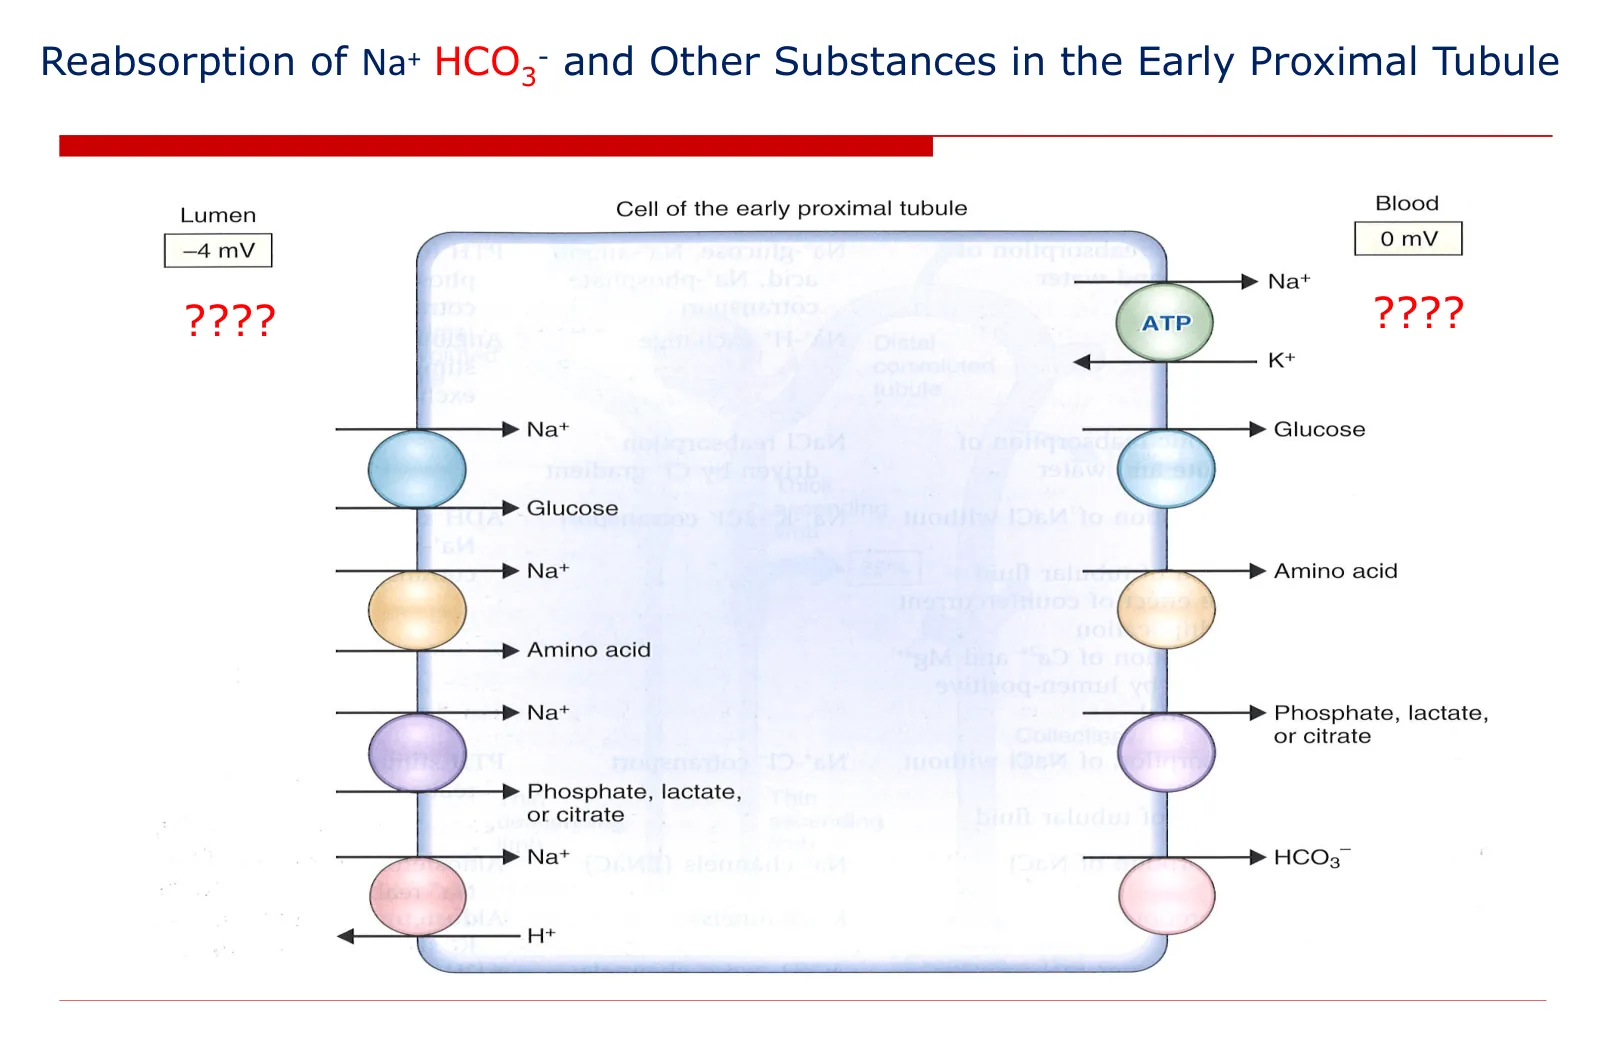 Reabsorption of Na⁺ HCO₃⁻ and Other Substances in the Early Proximal Tubule
Lumen
–4 mV
????
Cell of the early proximal tubule
Blood
0 mV
????
Na⁺
ATP
K⁺
Na⁺
Glucose
Glucose
Na⁺
Amino acid
Amino acid
Na⁺
Phosphate, lactate,
or citrate
Phosphate, lactate,
or citrate
Na⁺
H⁺
HCO₃⁻